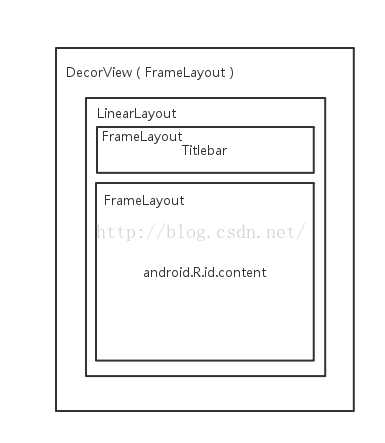 DecorView ( FrameLayout )
LinearLayout
FrameLayout
Titlebar
FrameLayout
http://blog.csdn.net/
android.R.id.content